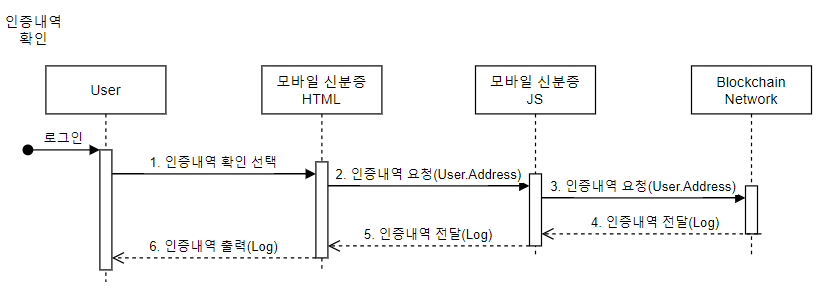 인증내역
확인
User
모바일 신분증
HTML
모바일 신분증
JS
Blockchain
Network
로그인
1. 인증내역 확인 선택
2. 인증내역 요청(User.Address)
3. 인증내역 요청(User.Address)
4. 인증내역 전달(Log)
5. 인증내역 전달(Log)
6. 인증내역 출력(Log)